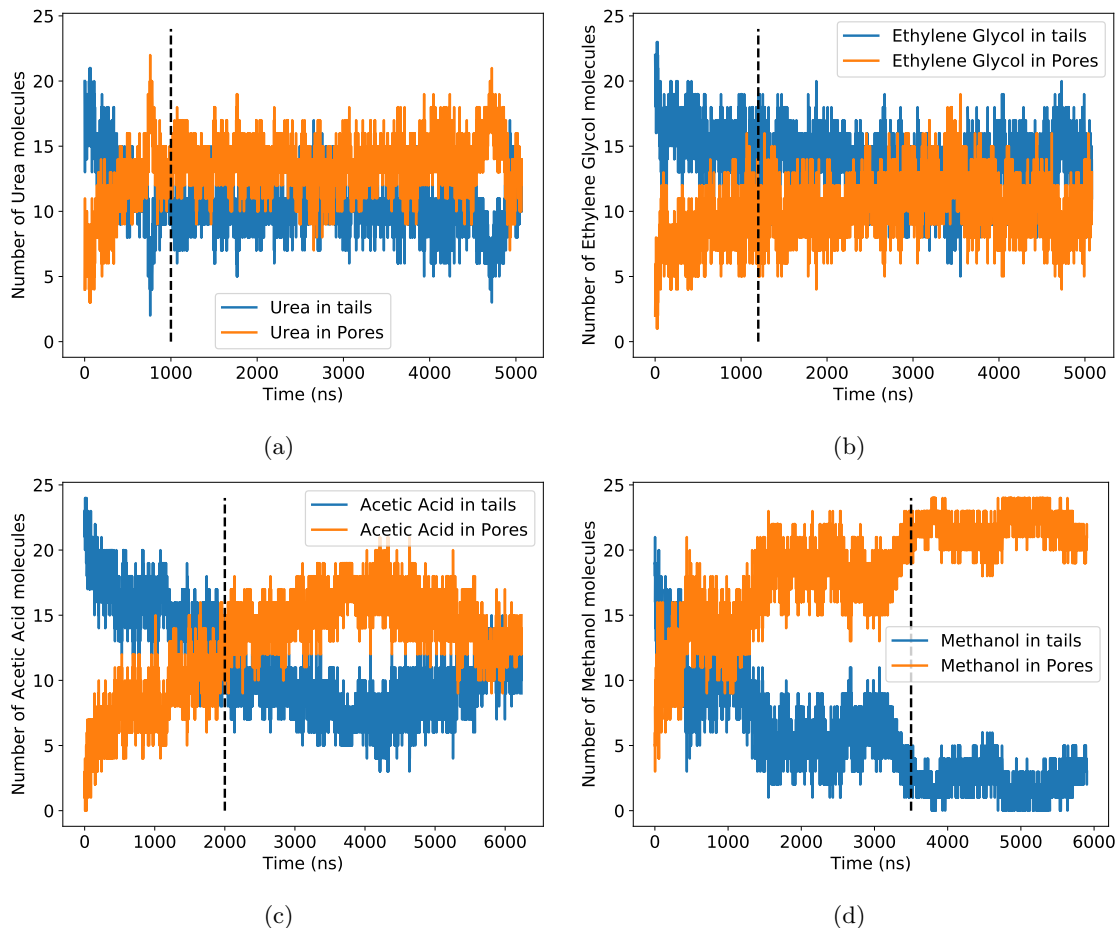 25
20
15
10
5
0
Number of Urea molecules
Urea in tails
Urea in Pores
0 1000 2000 3000 4000 5000
Time (ns)
(a)
25
20
15
10
5
0
Number of Ethylene Glycol molecules
Ethylene Glycol in tails
Ethylene Glycol in Pores
0 1000 2000 3000 4000 5000
Time (ns)
(b)
25
20
15
10
5
0
Number of Acetic Acid molecules
Acetic Acid in tails
Acetic Acid in Pores
0 1000 2000 3000 4000 5000 6000
Time (ns)
(c)
25
20
15
10
5
0
Number of Methanol molecules
Methanol in tails
Methanol in Pores
0 1000 2000 3000 4000 5000 6000
Time (ns)
(d)